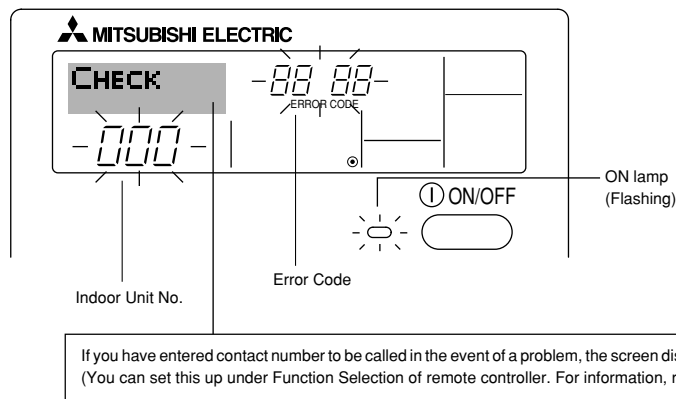 MITSUBISHI ELECTRIC
CHECK
88 88
ERROR CODE
000
ON/OFF
ON lamp
(Flashing)
Error Code
Indoor Unit No.
If you have entered contact number to be called in the event of a problem, the screen
(You can set this up under Function Selection of remote controller. For information,